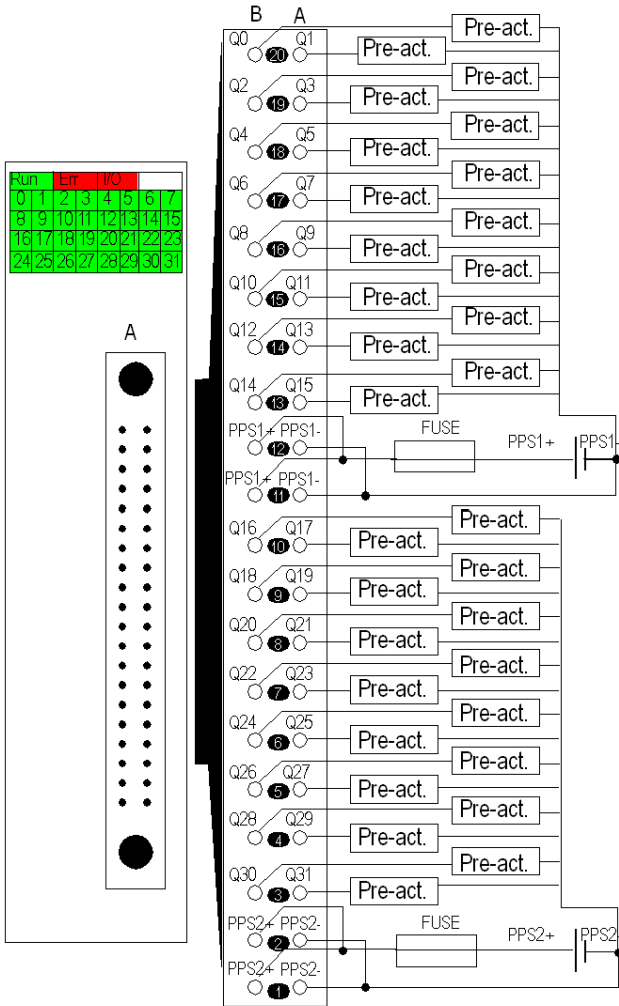 B A
Q0 Q1 Pre-act.
20 Pre-act.
Q2 Q3 Pre-act.
19 Pre-act.
Q4 Q5 Pre-act.
18 Pre-act.
Q6 Q7 Pre-act.
17 Pre-act.
Q8 Q9 Pre-act.
16 Pre-act.
Q10 Q11 Pre-act.
15 Pre-act.
Q12 Q13 Pre-act.
14 Pre-act.
Q14 Q15 Pre-act.
13 Pre-act.
PPS1+ PPS1- FUSE PPS1+ PPS1-
12
PPS1+ PPS1-
11
Q16 Q17 Pre-act.
10 Pre-act.
Q18 Q19 Pre-act.
9 Pre-act.
Q20 Q21 Pre-act.
8 Pre-act.
Q22 Q23 Pre-act.
7 Pre-act.
Q24 Q25 Pre-act.
6 Pre-act.
Q26 Q27 Pre-act.
5 Pre-act.
Q28 Q29 Pre-act.
4 Pre-act.
Q30 Q31 Pre-act.
3 Pre-act.
PPS2+ PPS2- FUSE PPS2+ PPS2-
2
PPS2+ PPS2-
1
Run Err I/O
0 1 2 3 4 5 6 7
8 9 10 11 12 13 14 15
16 17 18 19 20 21 22 23
24 25 26 27 28 29 30 31
A